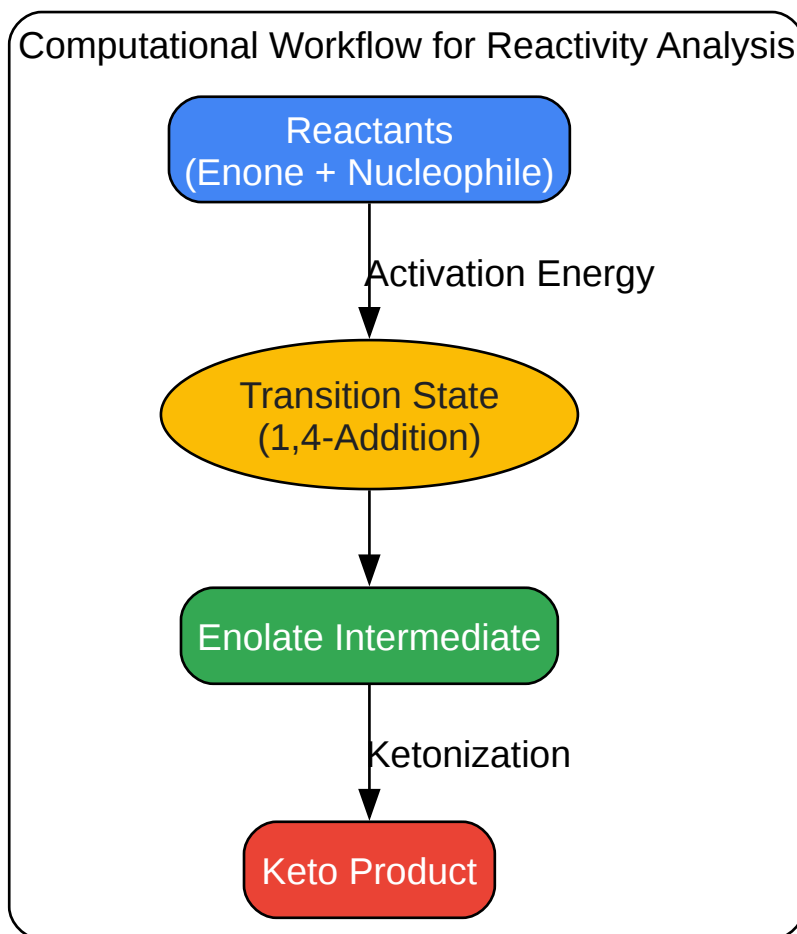 Computational Workflow for Reactivity Analysis
Reactants
(Enone + Nucleophile)
Activation Energy
Transition State
(1,4-Addition)
Enolate Intermediate
Ketonization
Keto Product